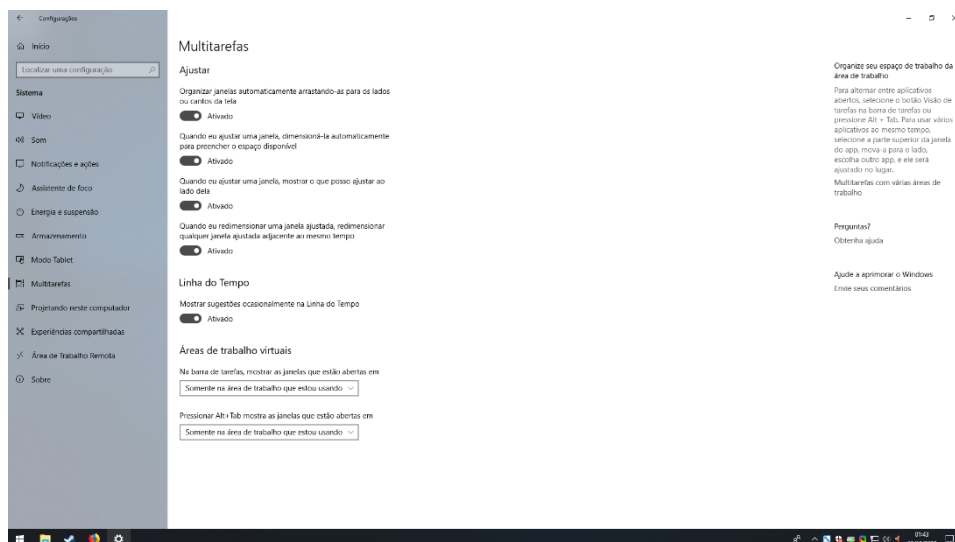 Configurações
Início
Localizar uma configuração
Sistema
Vídeo
Som
Notificações e ações
Assistente de foco
Energia e suspensão
Armazenamento
Modo Tablet
Multitarefas
Projetando neste computador
Experiências compartilhadas
Área de Trabalho Remota
Sobre
Multitarefas
Ajustar
Organizar janelas automaticamente arrastando-as para os lados
ou cantos da tela
Ativado
Quando eu ajustar uma janela, dimensioná-la automaticamente
para preencher o espaço disponível
Ativado
Quando eu ajustar uma janela, mostrar o que posso ajustar ao
lado dela
Ativado
Quando eu redimensionar uma janela ajustada, redimensionar
qualquer janela ajustada adjacente ao mesmo tempo
Ativado
Linha do Tempo
Mostrar sugestões ocasionalmente na Linha do Tempo
Ativado
Áreas de trabalho virtuais
Na barra de tarefas, mostrar as janelas que estão abertas em
Somente na área de trabalho que estou usando
Pressionar Alt+Tab mostra as janelas que estão abertas em
Somente na área de trabalho que estou usando
Organize seu espaço de trabalho da
área de trabalho
Para alternar entre aplicativos
abertos, selecione o botão Visão de
tarefas na barra de tarefas ou
pressione Alt + Tab. Para usar vários
aplicativos ao mesmo tempo,
selecione a parte superior da janela
do app, mova-a para o lado,
escolha outro app, e ele será
ajustado no lugar.
Multitarefas com várias áreas de
trabalho
Perguntas?
Obtenha ajuda
Ajude a aprimorar o Windows
Envie seus comentários
01:43